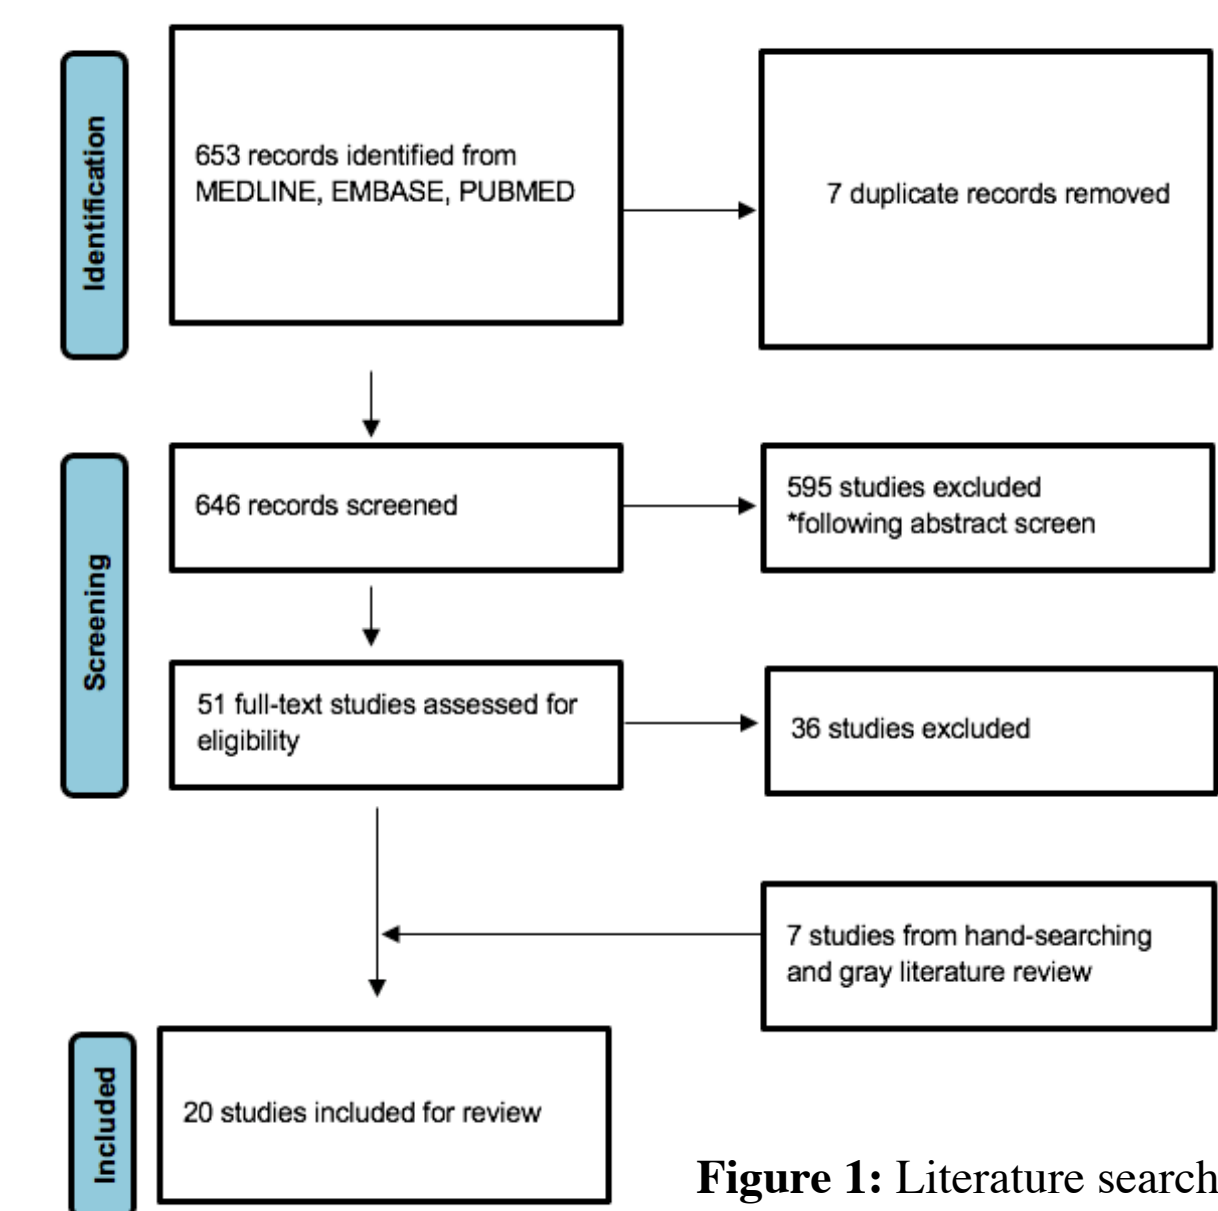 Identification
653 records identified from
MEDLINE, EMBASE, PUBMED
7 duplicate records removed
Screening
646 records screened
595 studies excluded
*following abstract screen
51 full-text studies assessed for
eligibility
36 studies excluded
7 studies from hand-searching
and gray literature review
Included
20 studies included for review
Figure 1: Literature search